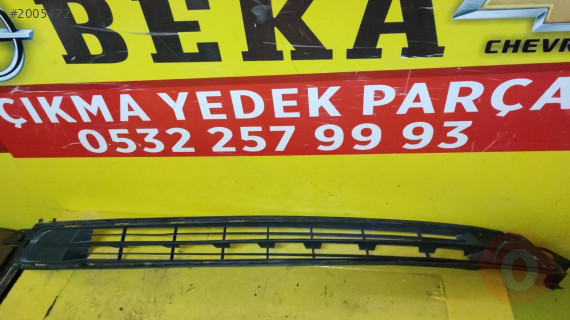 BEKA
CHEVR
ÇIKMA YEDEK PARÇA
0532 257 99 93